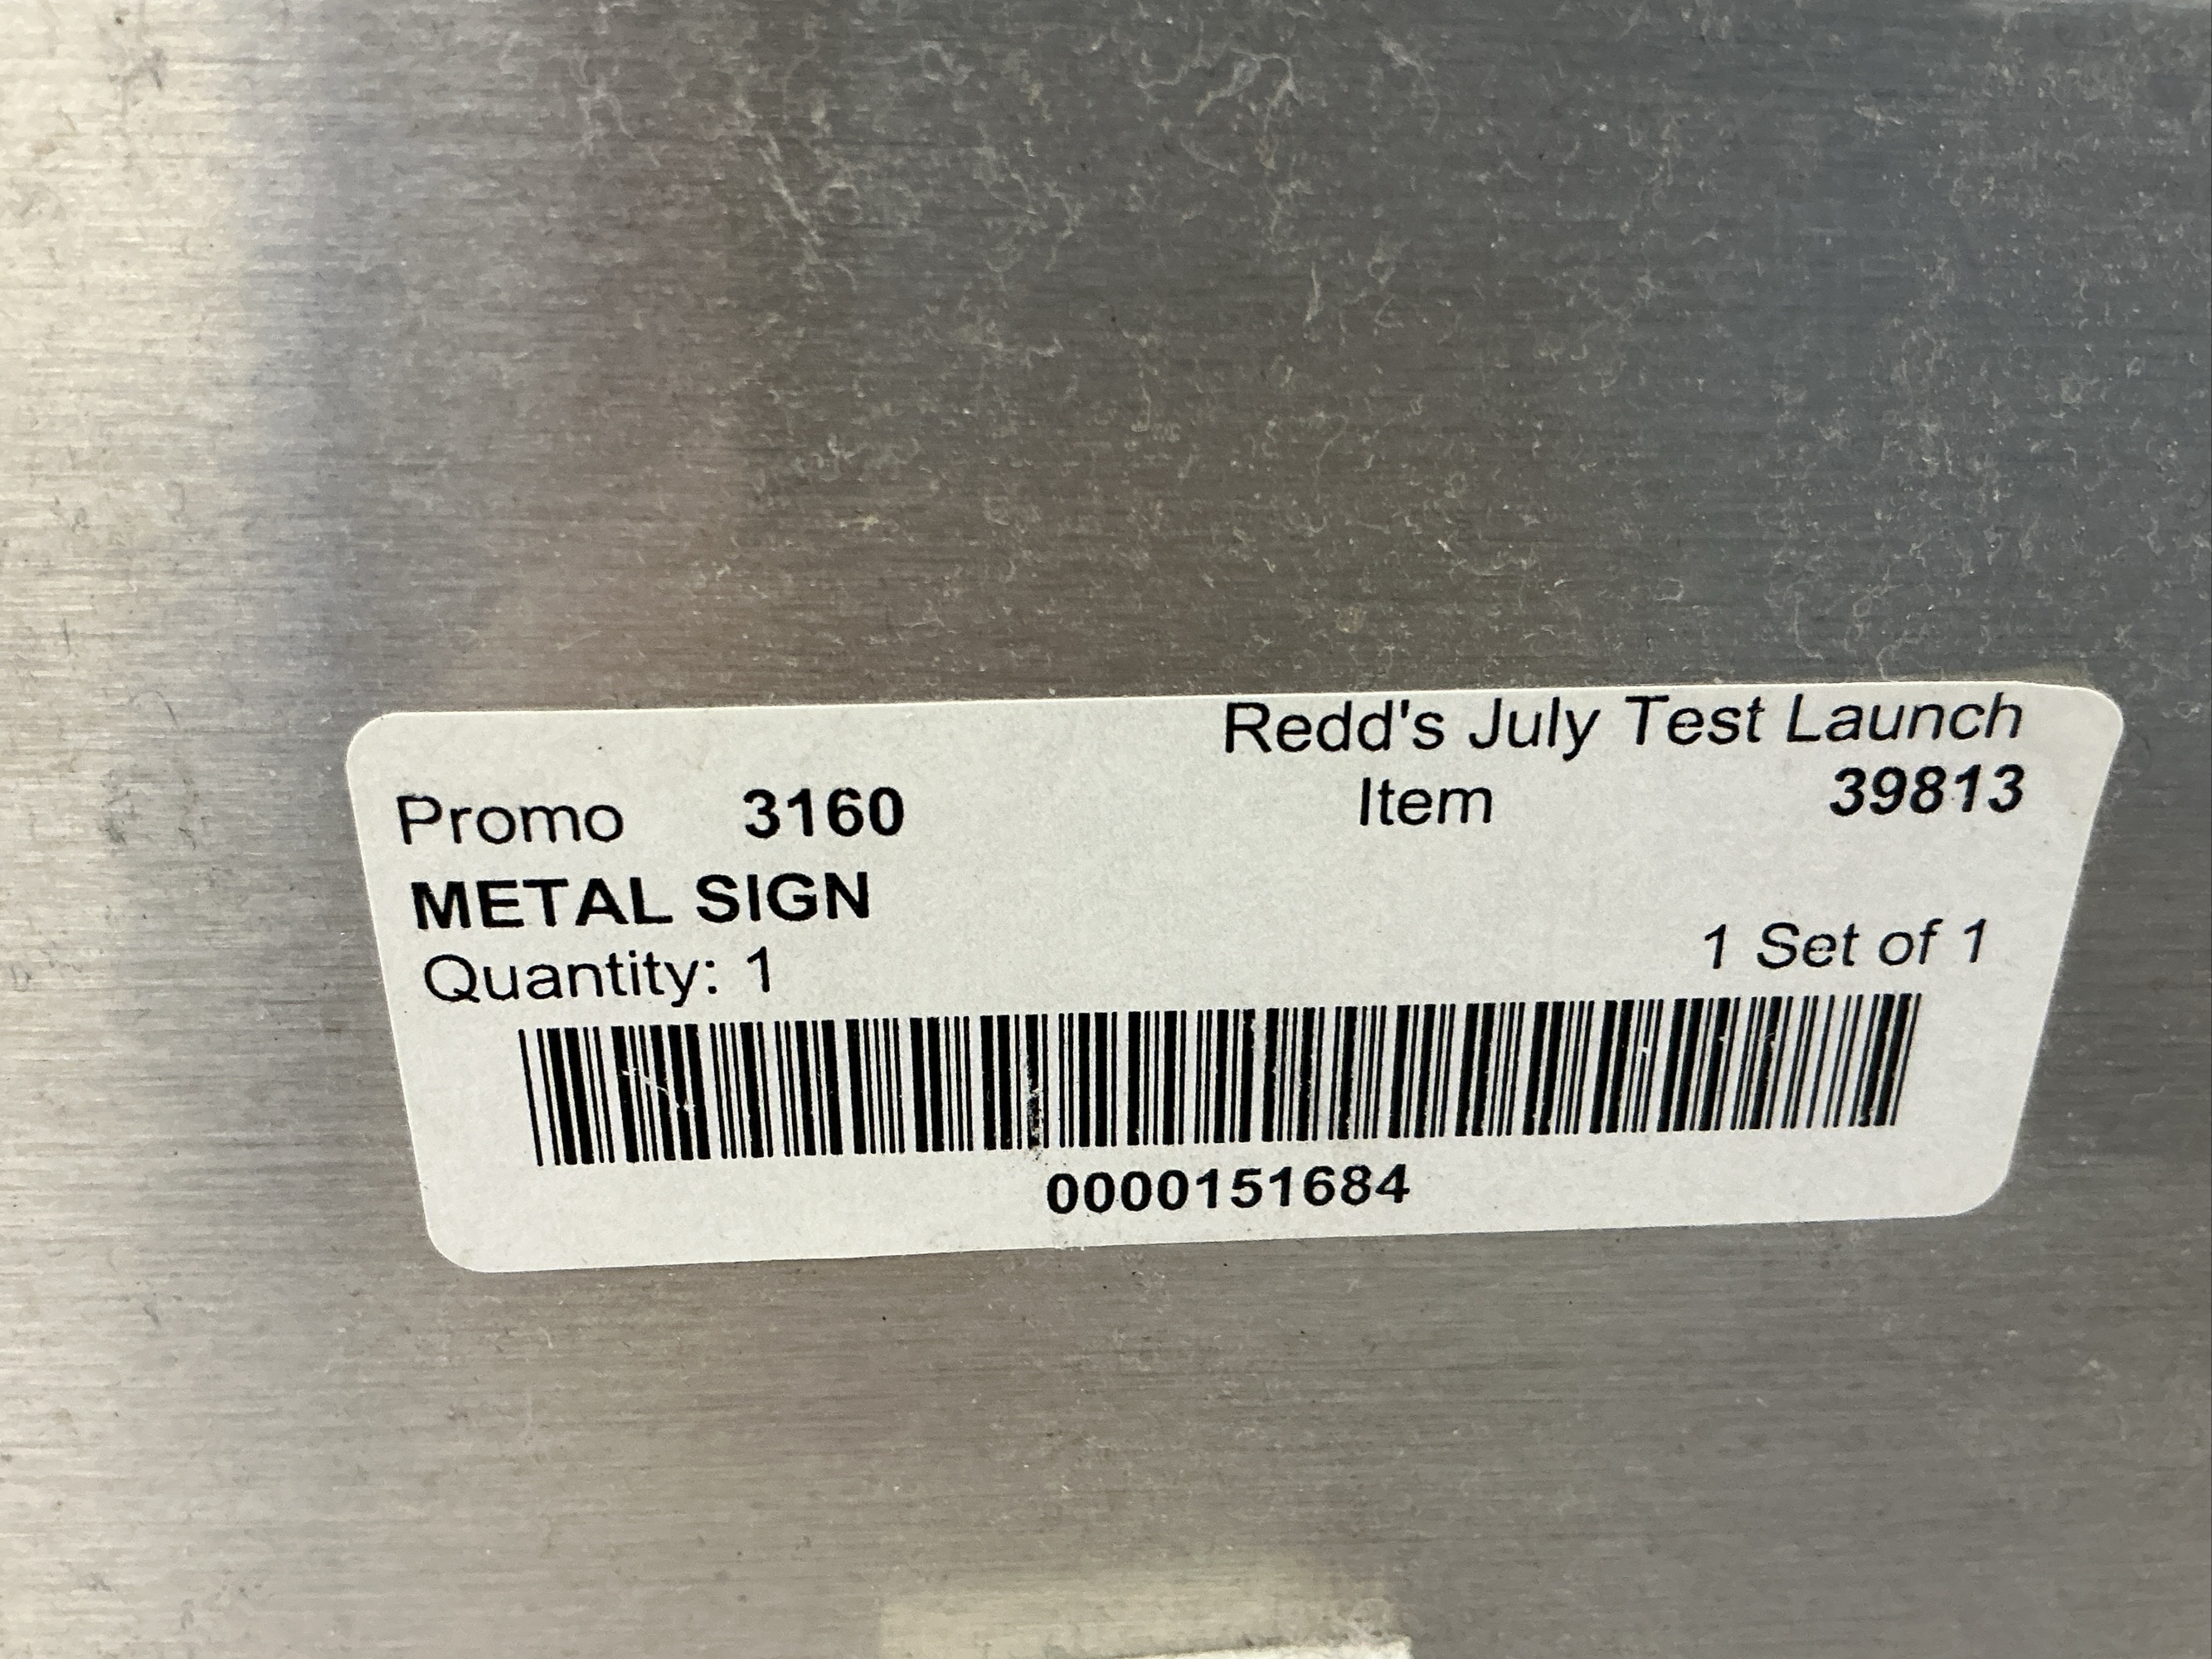 Redd's July Test Launch
Promo 3160 Item 39813
METAL SIGN
Quantity: 1 1 Set of 1
0000151684